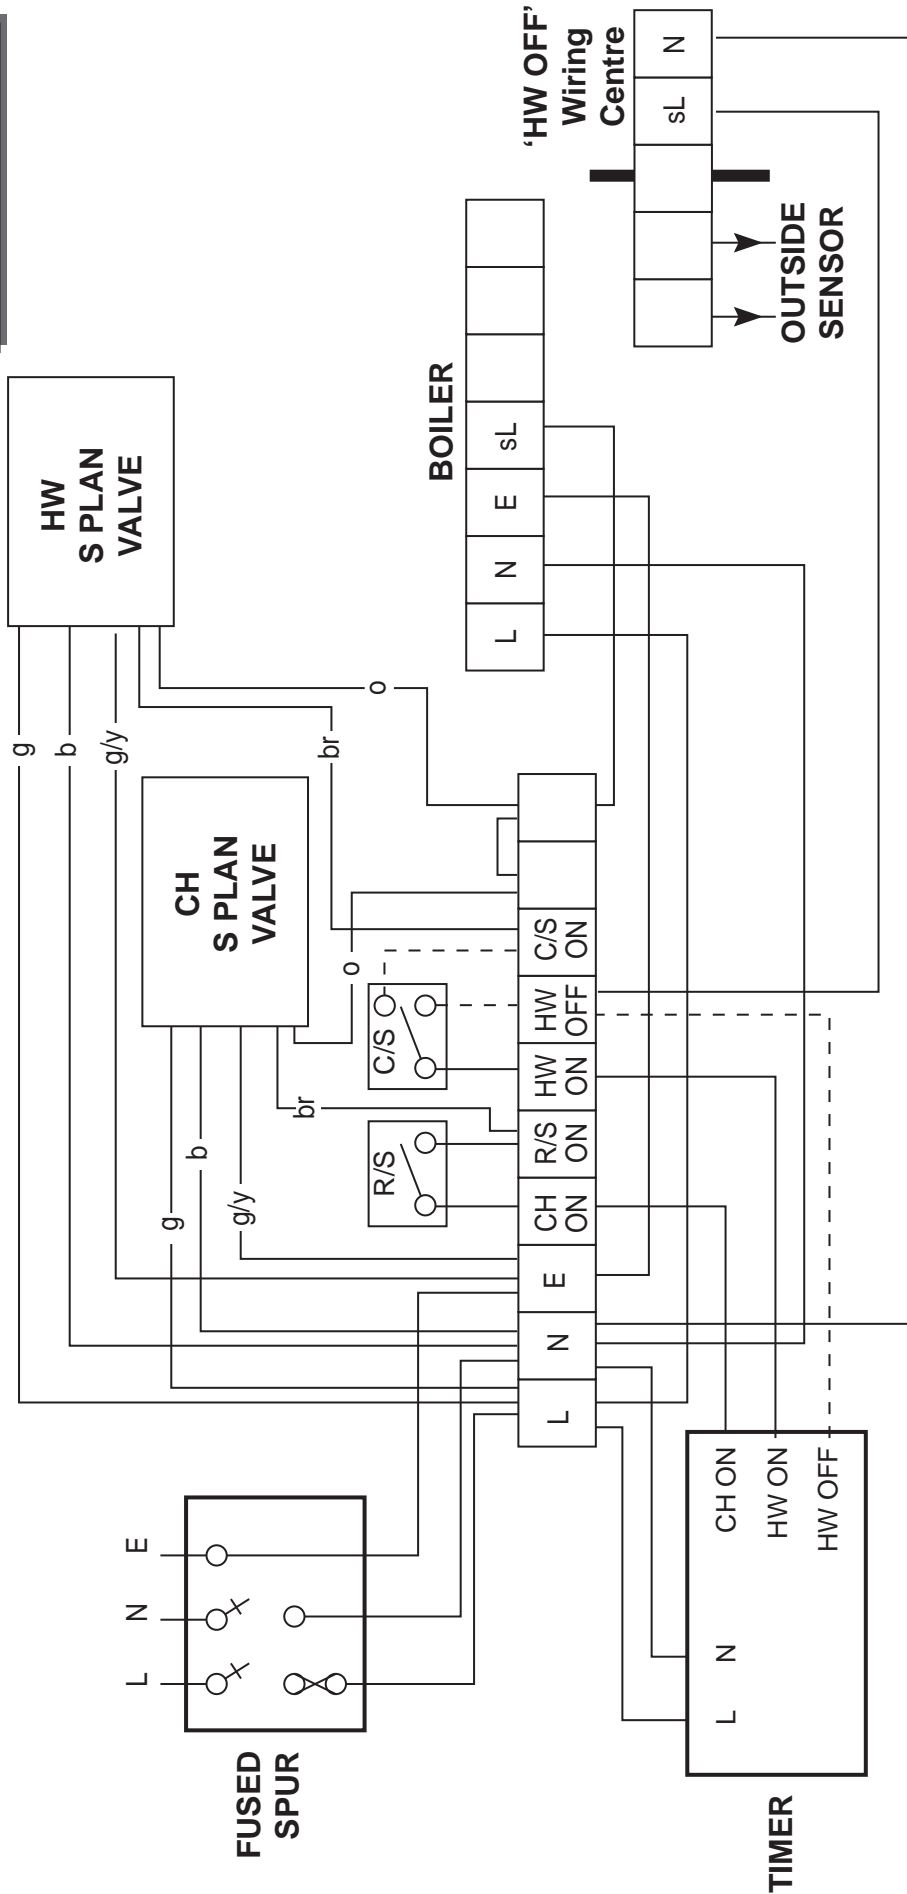 HW
S PLAN
VALVE
g
b
g/y
br
o
CH
S PLAN
VALVE
g
b
g/y
br
o
FUSED
SPUR
L
N
E
R/S
C/S
L
N
E
CH
ON
R/S
ON
HW
ON
HW
OFF
C/S
ON
BOILER
L
N
E
sL
‘HW OFF’
Wiring
Centre
sL
N
OUTSIDE
SENSOR
TIMER
L
N
CH ON
HW ON
HW OFF